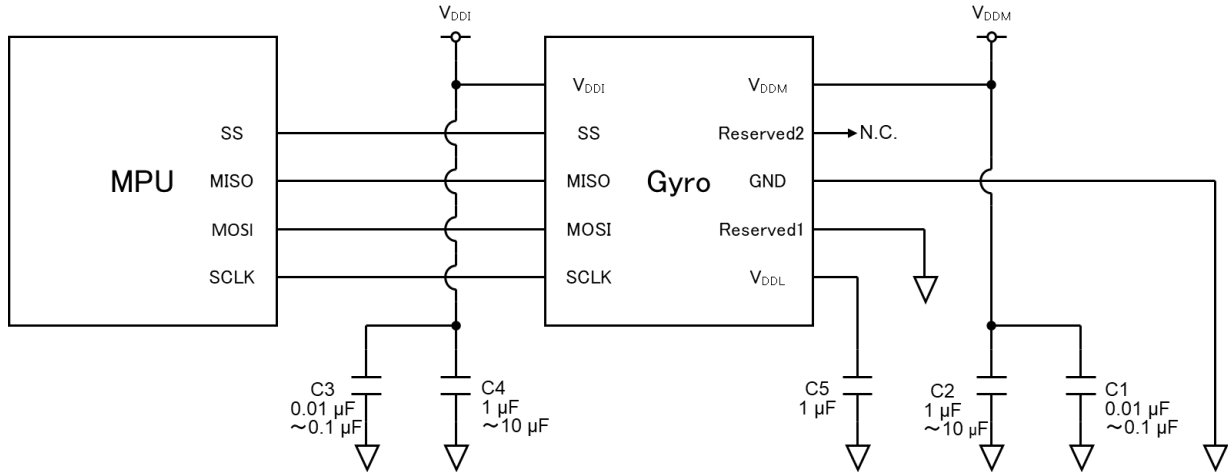 VDDI
VDDM
MPU
SS
MISO
MOSI
SCLK
Gyro
VDDI
SS
MISO
MOSI
SCLK
VDDM
Reserved2
GND
Reserved1
VDDL
N.C.
C3
0.01 µF
～0.1 µF
C4
1 µF
～10 µF
C5
1 µF
C2
1 µF
～10 µF
C1
0.01 µF
～0.1 µF